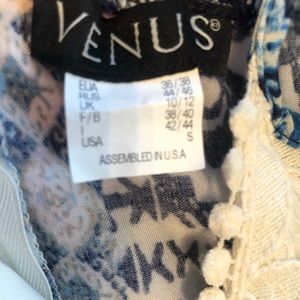 VENUS®
EUA 36/38
RUS 44/46
UK 10/12
F/B 38/40
I 42/44
USA S
ASSEMBLED IN U.S.A